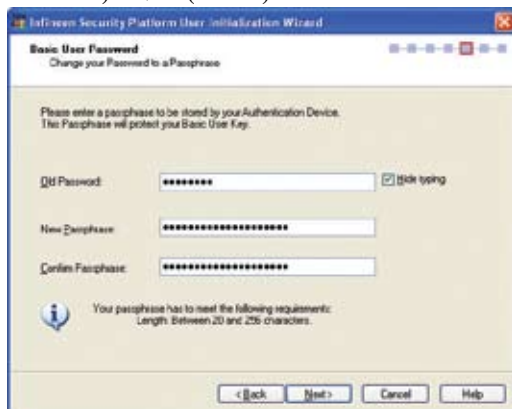 Infineon Security Platform User Initialization Wizard
Basic User Password
Change your Password to a Passphrase
Please enter a passphrase to be stored by your Authentication Device.
This Passphrase will protect your Basic User Key.
Old Password:
Hide typing
New Passphrase:
Confirm Passphrase:
Your passphrase has to meet the following requirements:
Length: Between 20 and 256 characters.
< Back
Next >
Cancel
Help